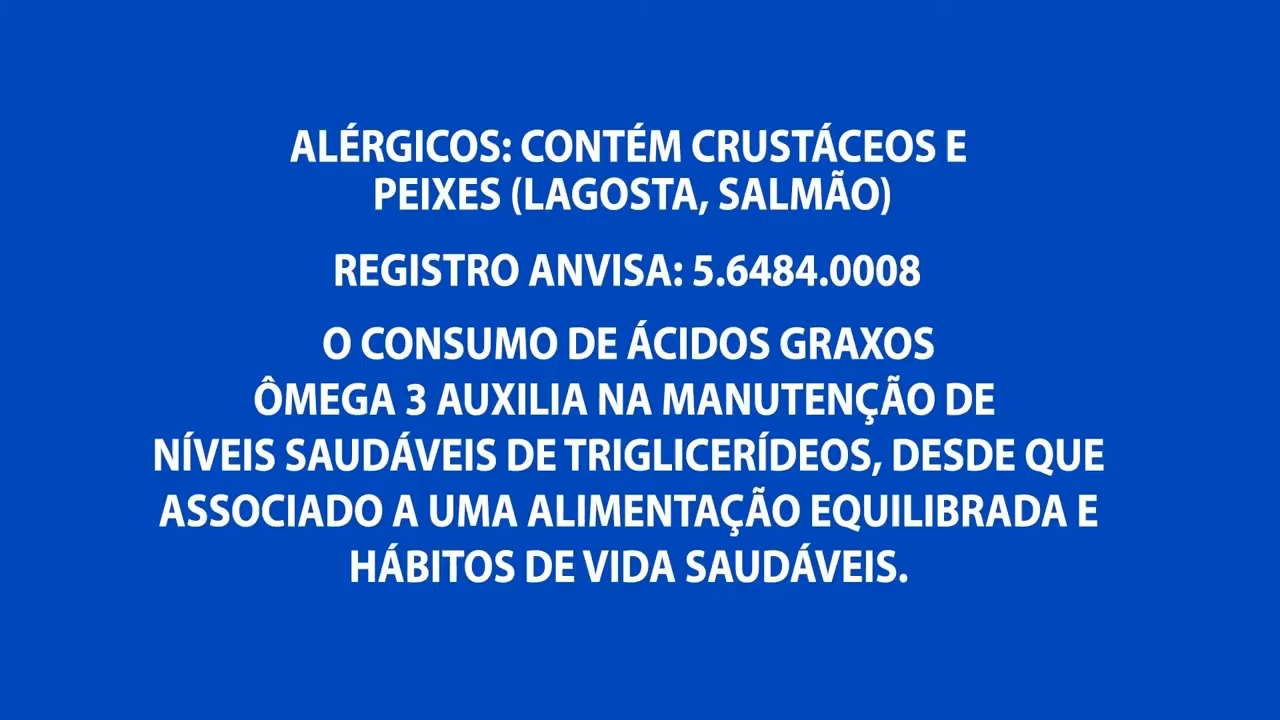 ALÉRGICOS: CONTÉM CRUSTÁCEOS E
PEIXES (LAGOSTA, SALMÃO)
REGISTRO ANVISA: 5.6484.0008
O CONSUMO DE ÁCIDOS GRAXOS
ÔMEGA 3 AUXILIA NA MANUTENÇÃO DE
NÍVEIS SAUDÁVEIS DE TRIGLICERÍDEOS, DESDE QUE
ASSOCIADO A UMA ALIMENTAÇÃO EQUILIBRADA E
HÁBITOS DE VIDA SAUDÁVEIS.